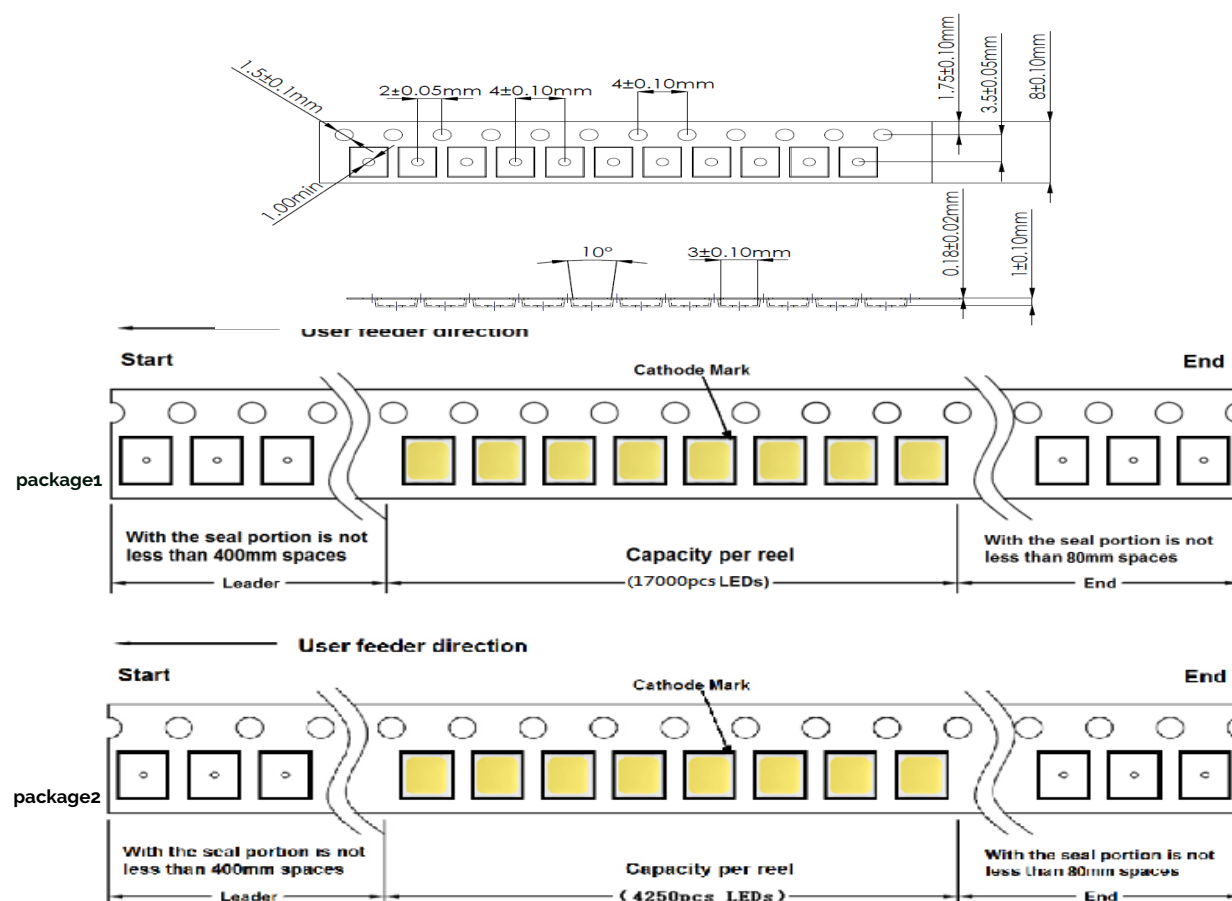 1.5±0.1mm
2±0.05mm
4±0.10mm
4±0.10mm
1.75±0.10mm
3.5±0.05mm
8±0.10mm
1.00min
10°
3±0.10mm
0.18±0.02mm
1±0.10mm
User feeder direction
Start
End
Cathode Mark
package1
With the seal portion is not
less than 400mm spaces
Leader
Capacity per reel
(17000pcs LEDs)
With the seal portion is not
less than 80mm spaces
End
User feeder direction
Start
End
Cathode Mark
package2
With the seal portion is not
less than 400mm spaces
Leader
Capacity per reel
(4250pcs LEDs)
With the seal portion is not
less than 80mm spaces
End